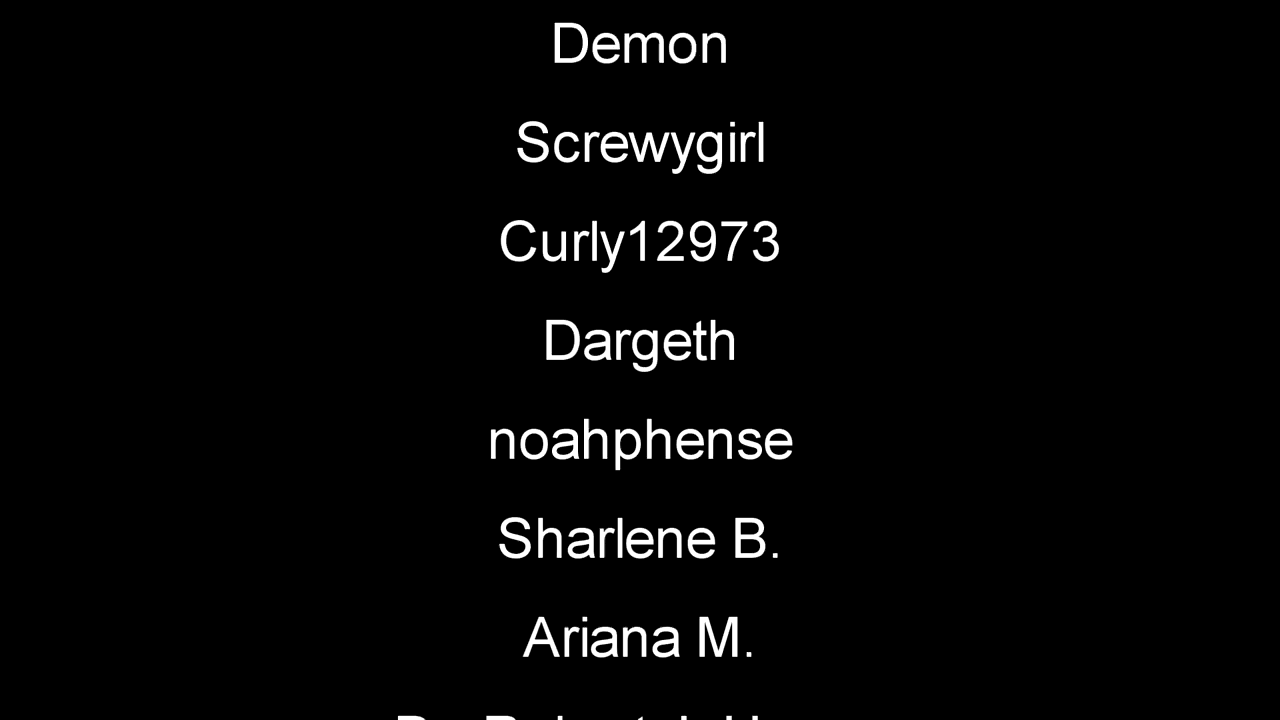 Demon
Screwygirl
Curly12973
Dargeth
noahphense
Sharlene B.
Ariana M.